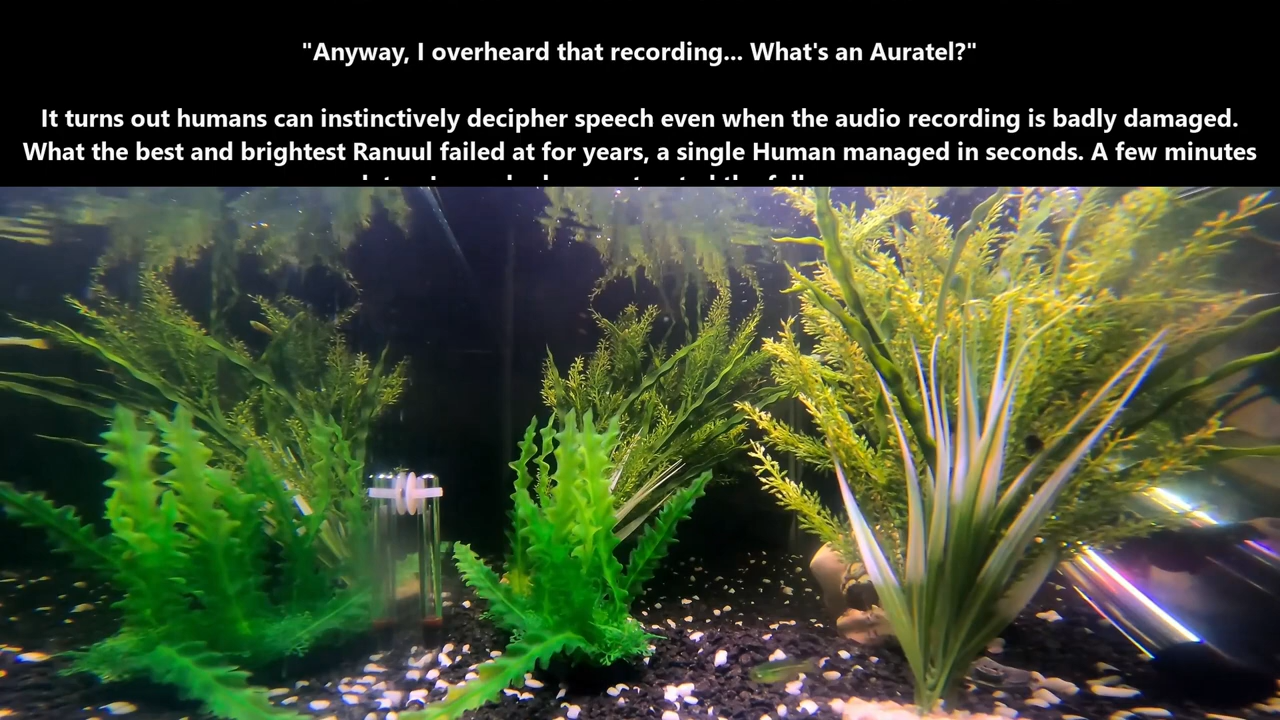 "Anyway, I overheard that recording... What's an Auratel?"
It turns out humans can instinctively decipher speech even when the audio recording is badly damaged.
What the best and brightest Ranuul failed at for years, a single Human managed in seconds. A few minutes